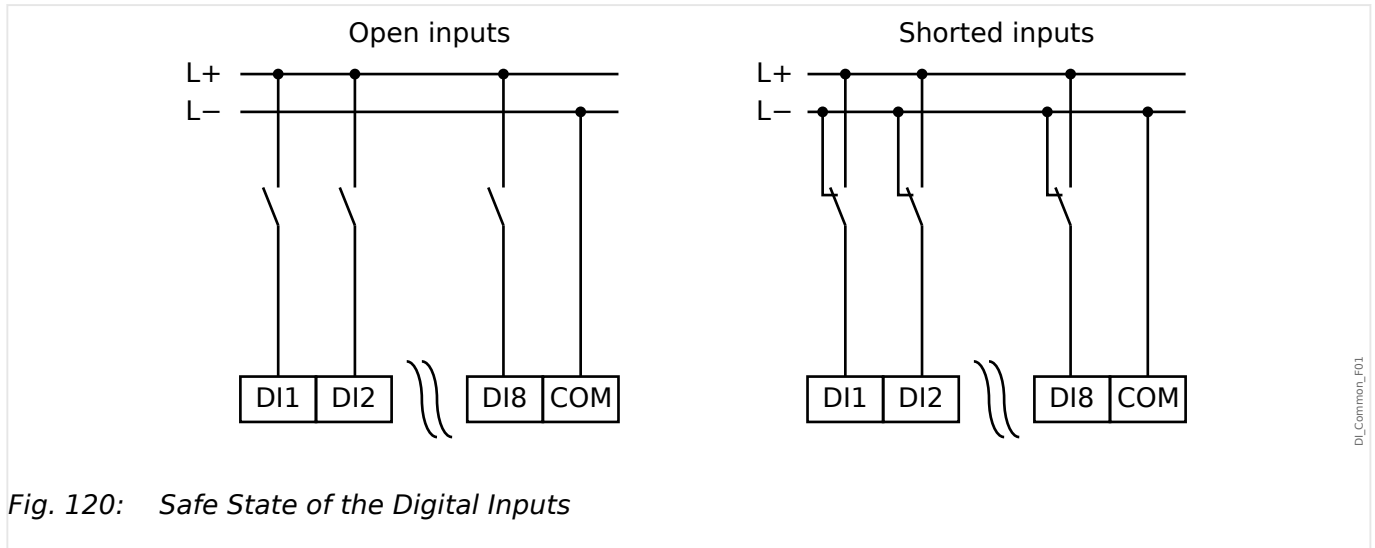 Open inputs
L+
L−
DI1 DI2 DI8 COM
Shorted inputs
L+
L−
DI1 DI2 DI8 COM
DI_Common_F01
Fig. 120: Safe State of the Digital Inputs